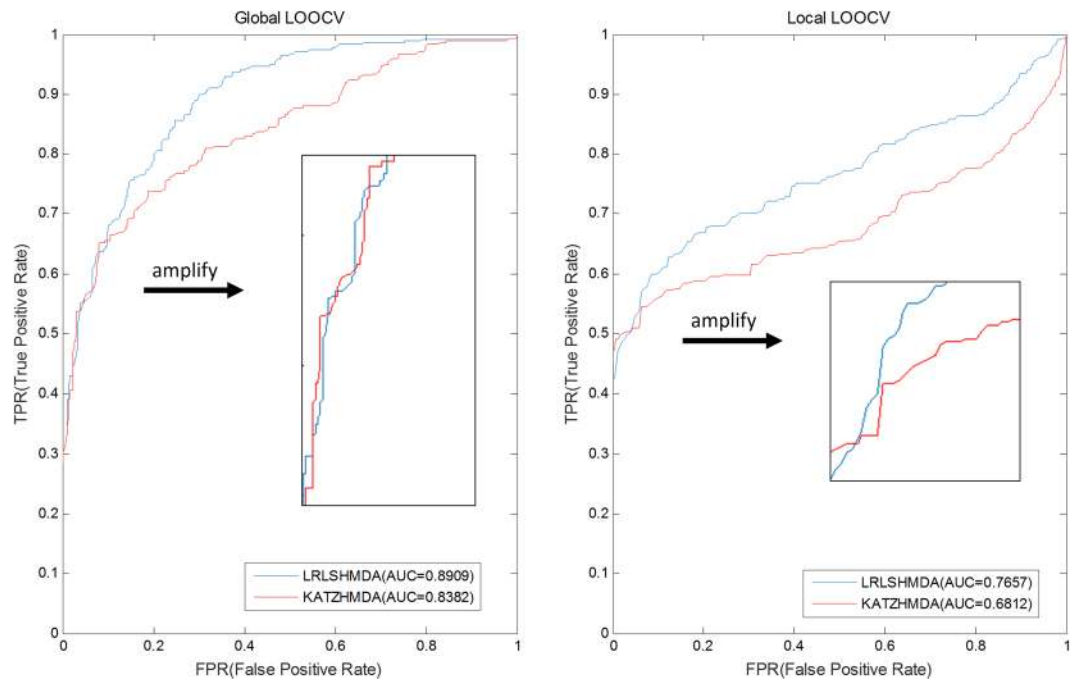 Global LOOCV
1
0.9
0.8
0.7
0.6
0.5
0.4
0.3
0.2
0.1
0
TPR(True Positive Rate)
amplify
LRLSHMDA(AUC=0.8909)
KATZHMDA(AUC=0.8382)
0 0.2 0.4 0.6 0.8 1
FPR(False Positive Rate)
Local LOOCV
1
0.9
0.8
0.7
0.6
0.5
0.4
0.3
0.2
0.1
0
TPR(True Positive Rate)
amplify
LRLSHMDA(AUC=0.7657)
KATZHMDA(AUC=0.6812)
0 0.2 0.4 0.6 0.8 1
FPR(False Positive Rate)